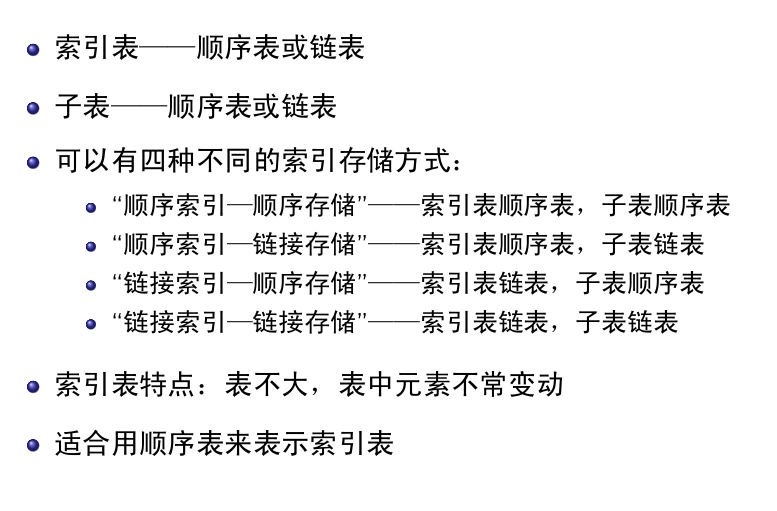 索引表——顺序表或链表
子表——顺序表或链表
可以有四种不同的索引存储方式：
“顺序索引—顺序存储”——索引表顺序表，子表顺序表
“顺序索引—链接存储”——索引表顺序表，子表链表
“链接索引—顺序存储”——索引表链表，子表顺序表
“链接索引—链接存储”——索引表链表，子表链表
索引表特点：表不大，表中元素不常变动
适合用顺序表来表示索引表